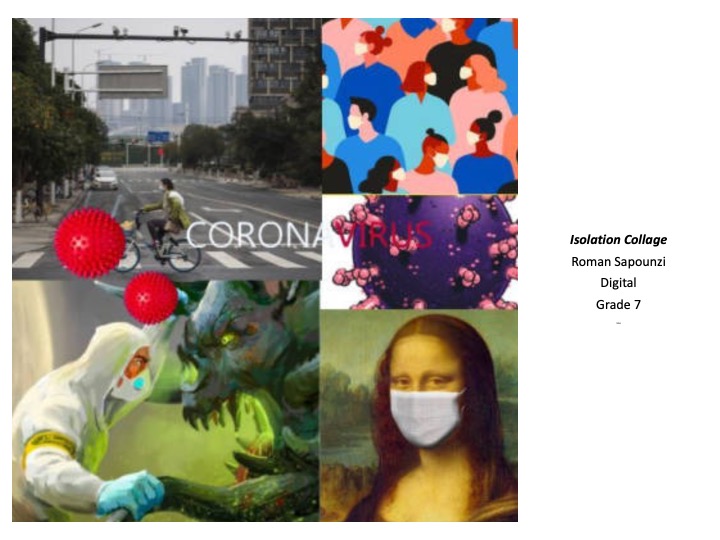 CORONAVIRUS
Isolation Collage
Roman Sapounzi
Digital
Grade 7